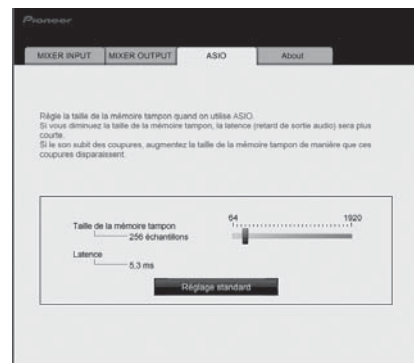 Pioneer
MIXER INPUT MIXER OUTPUT ASIO About
Règle la taille de la mémoire tampon quand on utilise ASIO.
Si vous diminuez la taille de la mémoire tampon, la latence (retard de sortie audio) sera plus
courte.
Si le son subit des coupures, augmentez la taille de la mémoire tampon de manière que ces
coupures disparaissent.
64 1920
Taille de la mémoire tampon
256 échantillons
Latence
5,3 ms
Réglage standard